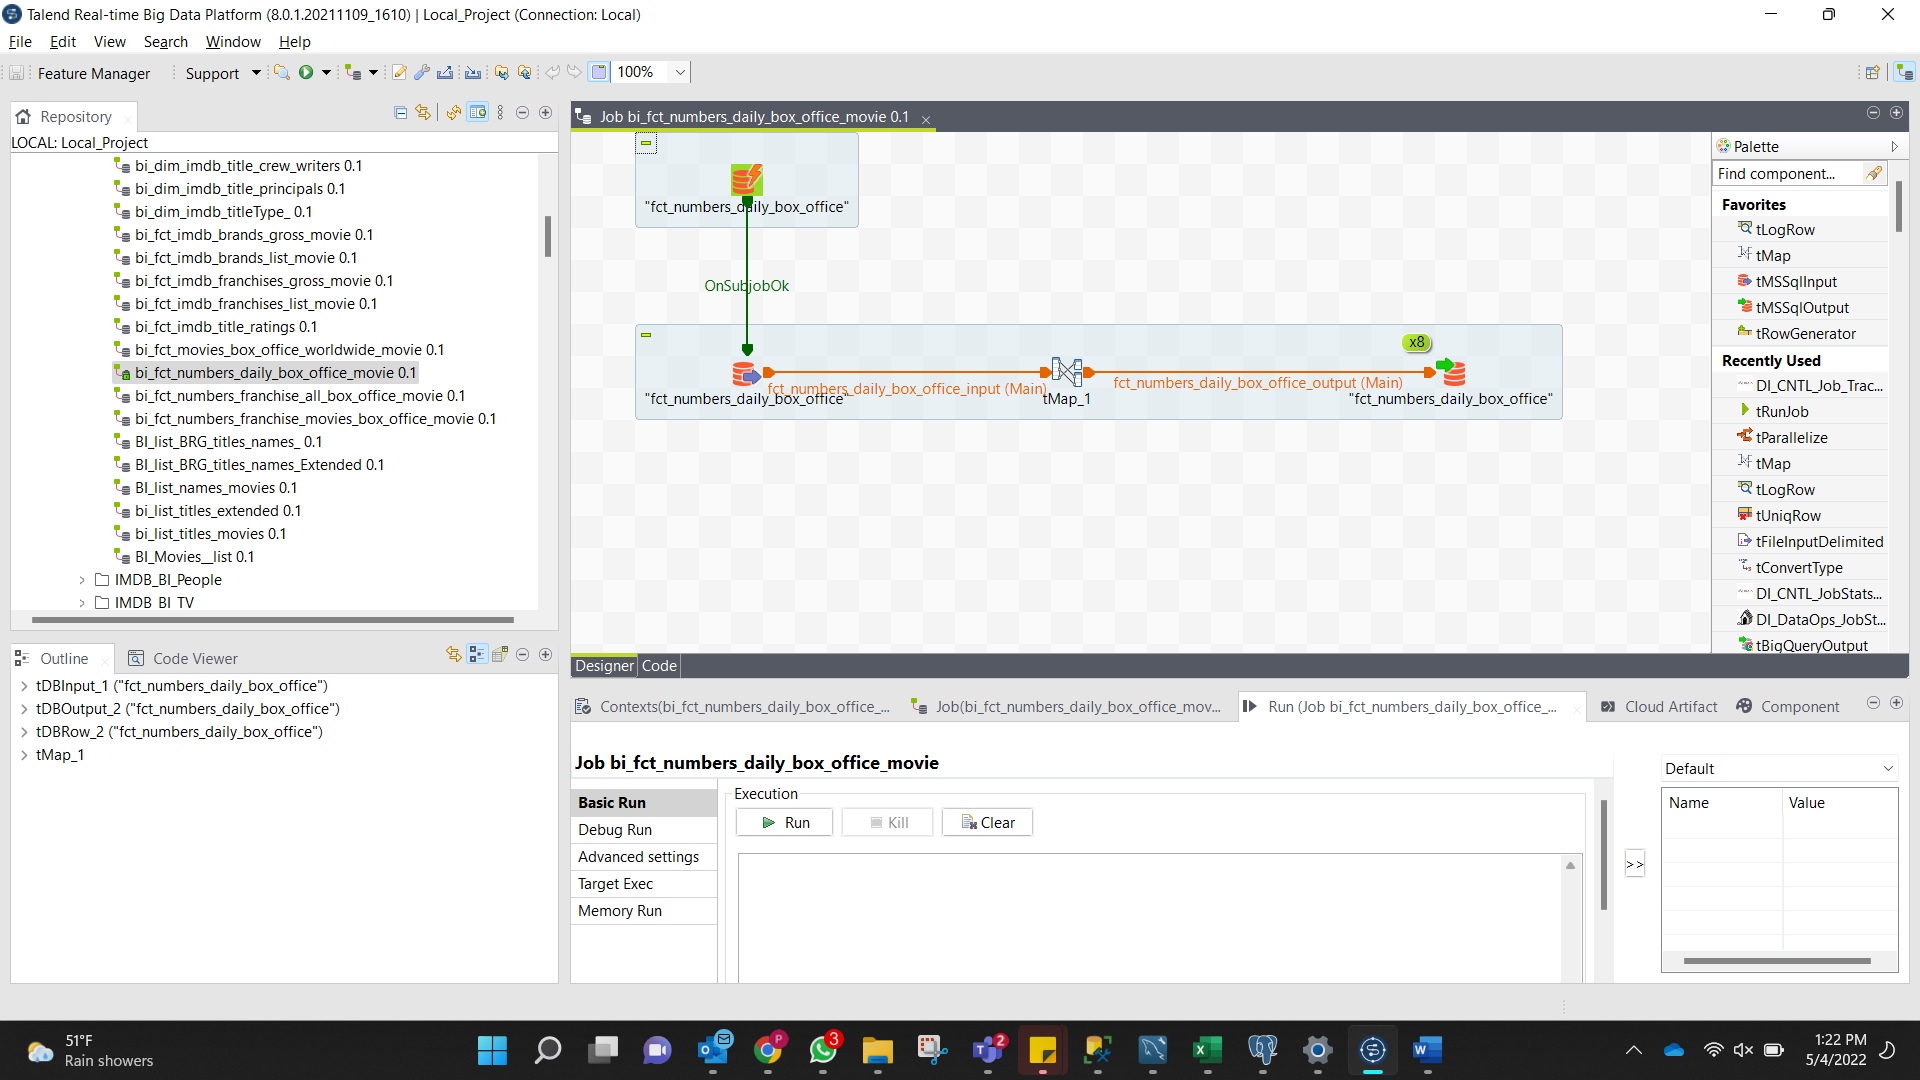 Talend Real-time Big Data Platform (8.0.1.20211109_1610) | Local_Project (Connection: Local)
File Edit View Search Window Help
Feature Manager Support 100%
Repository
LOCAL: Local_Project
bi_dim_imdb_title_crew_writers 0.1
bi_dim_imdb_title_principals 0.1
bi_dim_imdb_titleType_ 0.1
bi_fct_imdb_brands_gross_movie 0.1
bi_fct_imdb_brands_list_movie 0.1
bi_fct_imdb_franchises_gross_movie 0.1
bi_fct_imdb_franchises_list_movie 0.1
bi_fct_imdb_title_ratings 0.1
bi_fct_movies_box_office_worldwide_movie 0.1
bi_fct_numbers_daily_box_office_movie 0.1
bi_fct_numbers_franchise_all_box_office_movie 0.1
bi_fct_numbers_franchise_movies_box_office_movie 0.1
BI_list_BRG_titles_names_ 0.1
BI_list_BRG_titles_names_Extended 0.1
BI_list_names_movies 0.1
bi_list_titles_extended 0.1
bi_list_titles_movies 0.1
BI_Movies__list 0.1
IMDB_BI_People
IMDB_BI_TV
Outline Code Viewer
tDBInput_1 ("fct_numbers_daily_box_office")
tDBOutput_2 ("fct_numbers_daily_box_office")
tDBRow_2 ("fct_numbers_daily_box_office")
tMap_1
Job bi_fct_numbers_daily_box_office_movie 0.1
"fct_numbers_daily_box_office"
OnSubjobOk
x8
fct_numbers_daily_box_office_input (Main)
fct_numbers_daily_box_office_output (Main)
"fct_numbers_daily_box_office"
tMap_1
"fct_numbers_daily_box_office"
Designer Code
Palette
Find component...
Favorites
tLogRow
tMap
tMSSqlInput
tMSSqlOutput
tRowGenerator
Recently Used
DI_CNTL_Job_Trac...
tRunJob
tParallelize
tMap
tLogRow
tUniqRow
tFileInputDelimited
tConvertType
DI_CNTL_JobStats...
DI_DataOps_JobSt...
tBigQueryOutput
Contexts(bi_fct_numbers_daily_box_office_... Job(bi_fct_numbers_daily_box_office_mov... Run (Job bi_fct_numbers_daily_box_office_... Cloud Artifact Component
Job bi_fct_numbers_daily_box_office_movie
Basic Run
Debug Run
Advanced settings
Target Exec
Memory Run
Execution
Run Kill Clear
>>
Default
Name Value
51°F
Rain showers
P
3
2
1:22 PM
5/4/2022